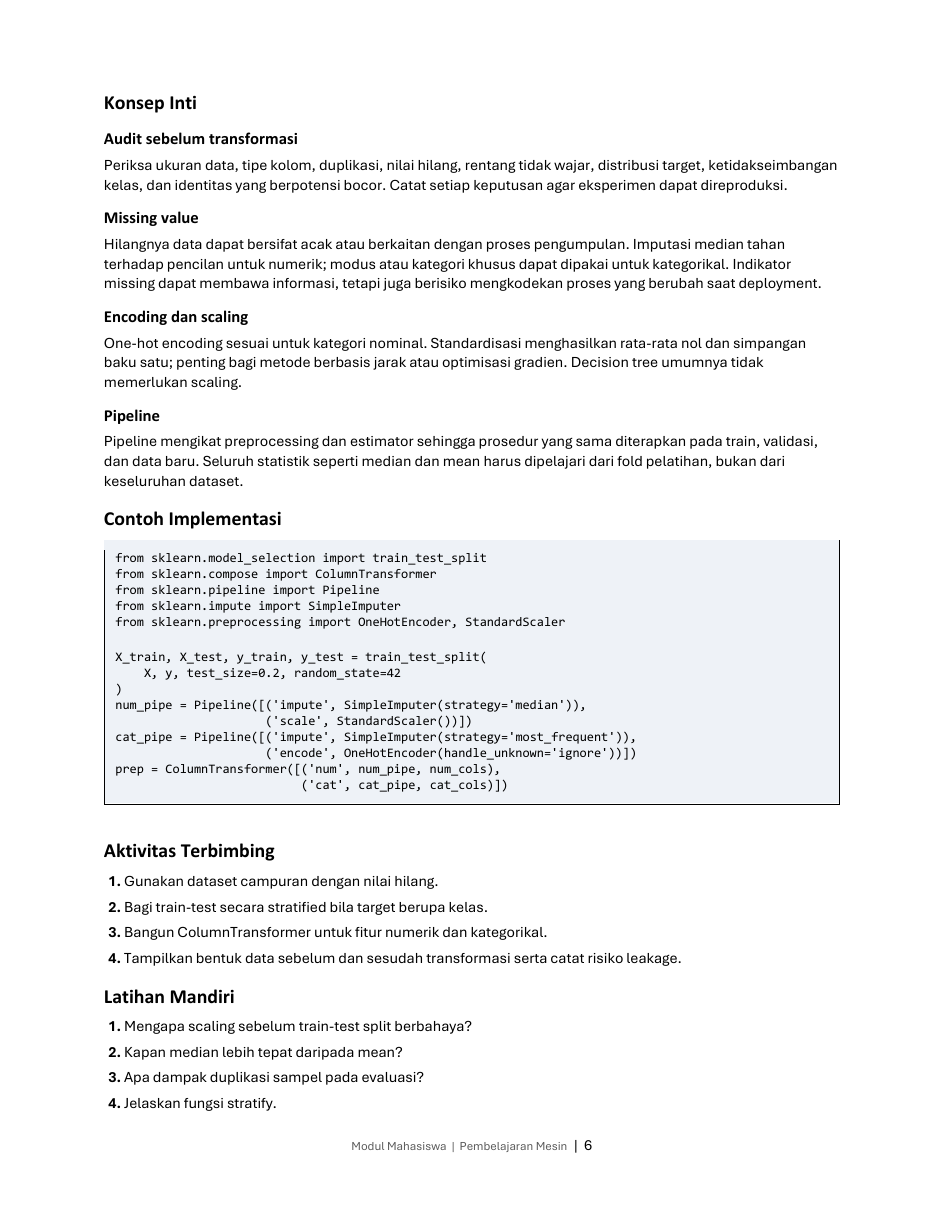 Konsep Inti
Audit sebelum transformasi
Periksa ukuran data, tipe kolom, duplikasi, nilai hilang, rentang tidak wajar, distribusi target, ketidakseimbangan
kelas, dan identitas yang berpotensi bocor. Catat setiap keputusan agar eksperimen dapat direproduksi.
Missing value
Hilangnya data dapat bersifat acak atau berkaitan dengan proses pengumpulan. Imputasi median tahan
terhadap pencilan untuk numerik; modus atau kategori khusus dapat dipakai untuk kategorikal. Indikator
missing dapat membawa informasi, tetapi juga berisiko mengkodekan proses yang berubah saat deployment.
Encoding dan scaling
One-hot encoding sesuai untuk kategori nominal. Standardisasi menghasilkan rata-rata nol dan simpangan
baku satu; penting bagi metode berbasis jarak atau optimisasi gradien. Decision tree umumnya tidak
memerlukan scaling.
Pipeline
Pipeline mengikat preprocessing dan estimator sehingga prosedur yang sama diterapkan pada train, validasi,
dan data baru. Seluruh statistik seperti median dan mean harus dipelajari dari fold pelatihan, bukan dari
keseluruhan dataset.
Contoh Implementasi
from sklearn.model_selection import train_test_split
from sklearn.compose import ColumnTransformer
from sklearn.pipeline import Pipeline
from sklearn.impute import SimpleImputer
from sklearn.preprocessing import OneHotEncoder, StandardScaler

X_train, X_test, y_train, y_test = train_test_split(
    X, y, test_size=0.2, random_state=42
)
num_pipe = Pipeline([('impute', SimpleImputer(strategy='median')),
                     ('scale', StandardScaler())])
cat_pipe = Pipeline([('impute', SimpleImputer(strategy='most_frequent')),
                     ('encode', OneHotEncoder(handle_unknown='ignore'))])
prep = ColumnTransformer([('num', num_pipe, num_cols),
                          ('cat', cat_pipe, cat_cols)])
Aktivitas Terbimbing
1. Gunakan dataset campuran dengan nilai hilang.
2. Bagi train-test secara stratified bila target berupa kelas.
3. Bangun ColumnTransformer untuk fitur numerik dan kategorikal.
4. Tampilkan bentuk data sebelum dan sesudah transformasi serta catat risiko leakage.
Latihan Mandiri
1. Mengapa scaling sebelum train-test split berbahaya?
2. Kapan median lebih tepat daripada mean?
3. Apa dampak duplikasi sampel pada evaluasi?
4. Jelaskan fungsi stratify.
Modul Mahasiswa | Pembelajaran Mesin | 6